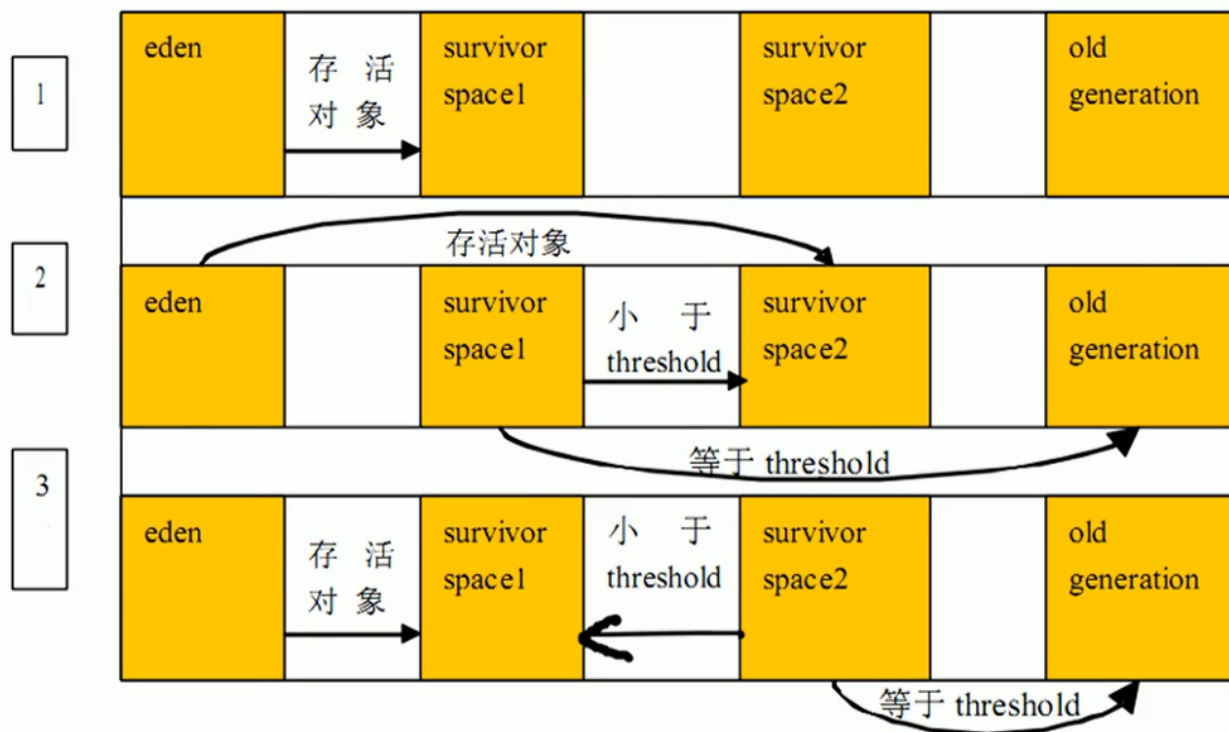 1
eden
存 活
对 象
survivor
space1
survivor
space2
old
generation
2
存活对象
eden
survivor
space1
小 于
threshold
survivor
space2
old
generation
等于 threshold
3
eden
存 活
对 象
survivor
space1
小 于
threshold
survivor
space2
old
generation
等于 threshold